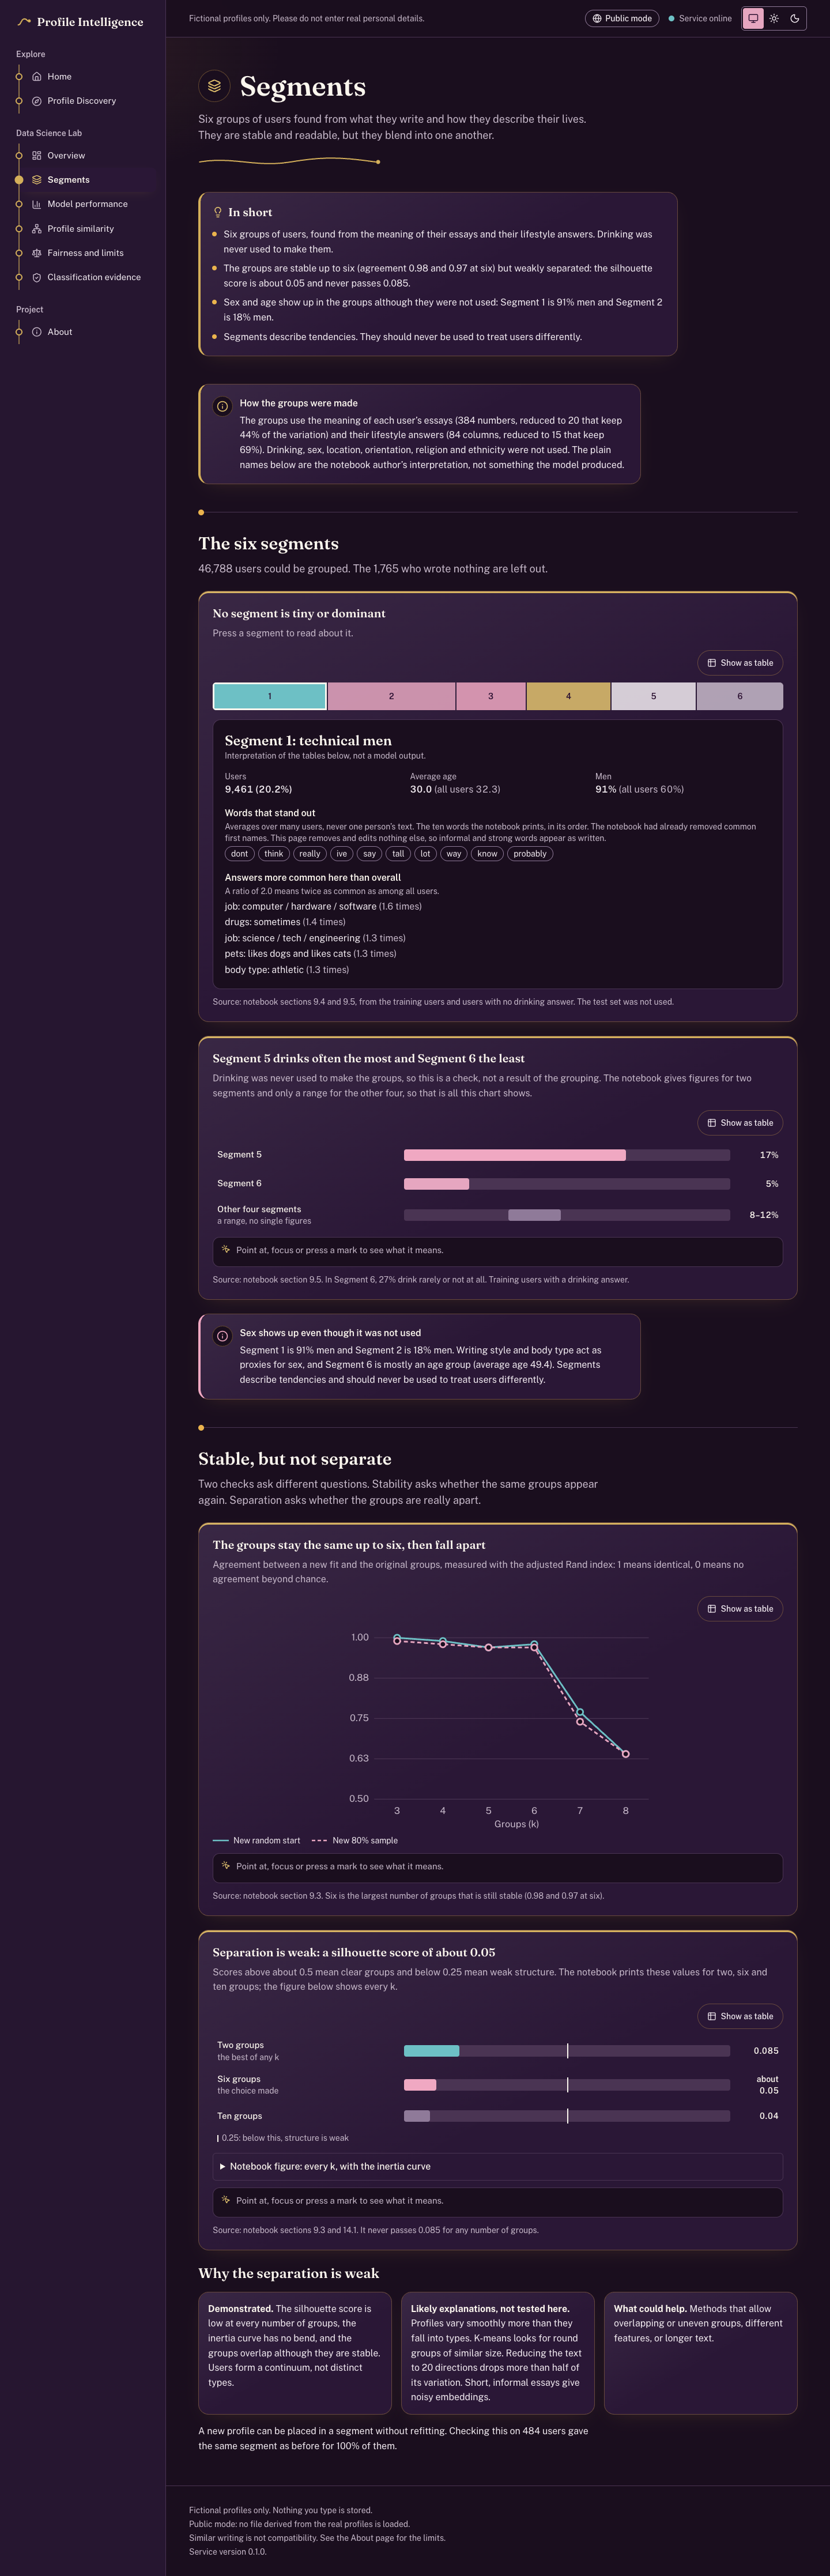 Profile Intelligence
Explore
Home
Profile Discovery
Data Science Lab
Overview
Segments
Model performance
Profile similarity
Fairness and limits
Classification evidence
Project
About
Fictional profiles only. Please do not enter real personal details.
Public mode
Service online
Segments
Six groups of users found from what they write and how they describe their lives.
They are stable and readable, but they blend into one another.
In short
Six groups of users, found from the meaning of their essays and their lifestyle answers. Drinking was
never used to make them.
The groups are stable up to six (agreement 0.98 and 0.97 at six) but weakly separated: the silhouette
score is about 0.05 and never passes 0.085.
Sex and age show up in the groups although they were not used: Segment 1 is 91% men and Segment 2
is 18% men.
Segments describe tendencies. They should never be used to treat users differently.
How the groups were made
The groups use the meaning of each user's essays (384 numbers, reduced to 20 that keep
44% of the variation) and their lifestyle answers (84 columns, reduced to 15 that keep
69%). Drinking, sex, location, orientation, religion and ethnicity were not used. The plain
names below are the notebook author's interpretation, not something the model produced.
The six segments
46,788 users could be grouped. The 1,765 who wrote nothing are left out.
No segment is tiny or dominant
Press a segment to read about it.
Show as table
1 2 3 4 5 6
Segment 1: technical men
Interpretation of the tables below, not a model output.
Users Average age Men
9,461 (20.2%) 30.0 (all users 32.3) 91% (all users 60%)
Words that stand out
Averages over many users, never one person's text. The ten words the notebook prints, in its order. The notebook had already removed common
first names. This page removes and edits nothing else, so informal and strong words appear as written.
dont think really ive say tall lot way know probably
Answers more common here than overall
A ratio of 2.0 means twice as common as among all users.
job: computer / hardware / software (1.6 times)
drugs: sometimes (1.4 times)
job: science / tech / engineering (1.3 times)
pets: likes dogs and likes cats (1.3 times)
body type: athletic (1.3 times)
Source: notebook sections 9.4 and 9.5, from the training users and users with no drinking answer. The test set was not used.
Segment 5 drinks often the most and Segment 6 the least
Drinking was never used to make the groups, so this is a check, not a result of the grouping. The notebook gives figures for two
segments and only a range for the other four, so that is all this chart shows.
Show as table
Segment 5 17%
Segment 6 5%
Other four segments
a range, no single figures
8–12%
Point at, focus or press a mark to see what it means.
Source: notebook section 9.5. In Segment 6, 27% drink rarely or not at all. Training users with a drinking answer.
Sex shows up even though it was not used
Segment 1 is 91% men and Segment 2 is 18% men. Writing style and body type act as
proxies for sex, and Segment 6 is mostly an age group (average age 49.4). Segments
describe tendencies and should never be used to treat users differently.
Stable, but not separate
Two checks ask different questions. Stability asks whether the same groups appear
again. Separation asks whether the groups are really apart.
The groups stay the same up to six, then fall apart
Agreement between a new fit and the original groups, measured with the adjusted Rand index: 1 means identical, 0 means no
agreement beyond chance.
Show as table
1.00
0.88
0.75
0.63
0.50
3 4 5 6 7 8
Groups (k)
New random start New 80% sample
Point at, focus or press a mark to see what it means.
Source: notebook section 9.3. Six is the largest number of groups that is still stable (0.98 and 0.97 at six).
Separation is weak: a silhouette score of about 0.05
Scores above about 0.5 mean clear groups and below 0.25 mean weak structure. The notebook prints these values for two, six and
ten groups; the figure below shows every k.
Show as table
Two groups
the best of any k
0.085
Six groups
the choice made
about
0.05
Ten groups 0.04
0.25: below this, structure is weak
Notebook figure: every k, with the inertia curve
Point at, focus or press a mark to see what it means.
Source: notebook sections 9.3 and 14.1. It never passes 0.085 for any number of groups.
Why the separation is weak
Demonstrated. The silhouette score is
low at every number of groups, the
inertia curve has no bend, and the
groups overlap although they are stable.
Users form a continuum, not distinct
types.
Likely explanations, not tested here.
Profiles vary smoothly more than they
fall into types. K-means looks for round
groups of similar size. Reducing the text
to 20 directions drops more than half of
its variation. Short, informal essays give
noisy embeddings.
What could help. Methods that allow
overlapping or uneven groups, different
features, or longer text.
A new profile can be placed in a segment without refitting. Checking this on 484 users gave
the same segment as before for 100% of them.
Fictional profiles only. Nothing you type is stored.
Public mode: no file derived from the real profiles is loaded.
Similar writing is not compatibility. See the About page for the limits.
Service version 0.1.0.